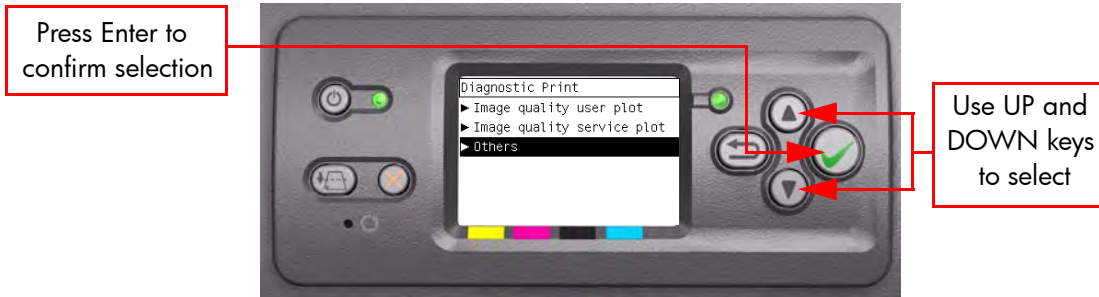 Press Enter to
confirm selection
Diagnostic Print
Image quality user plot
Image quality service plot
Others
Use UP and
DOWN keys
to select